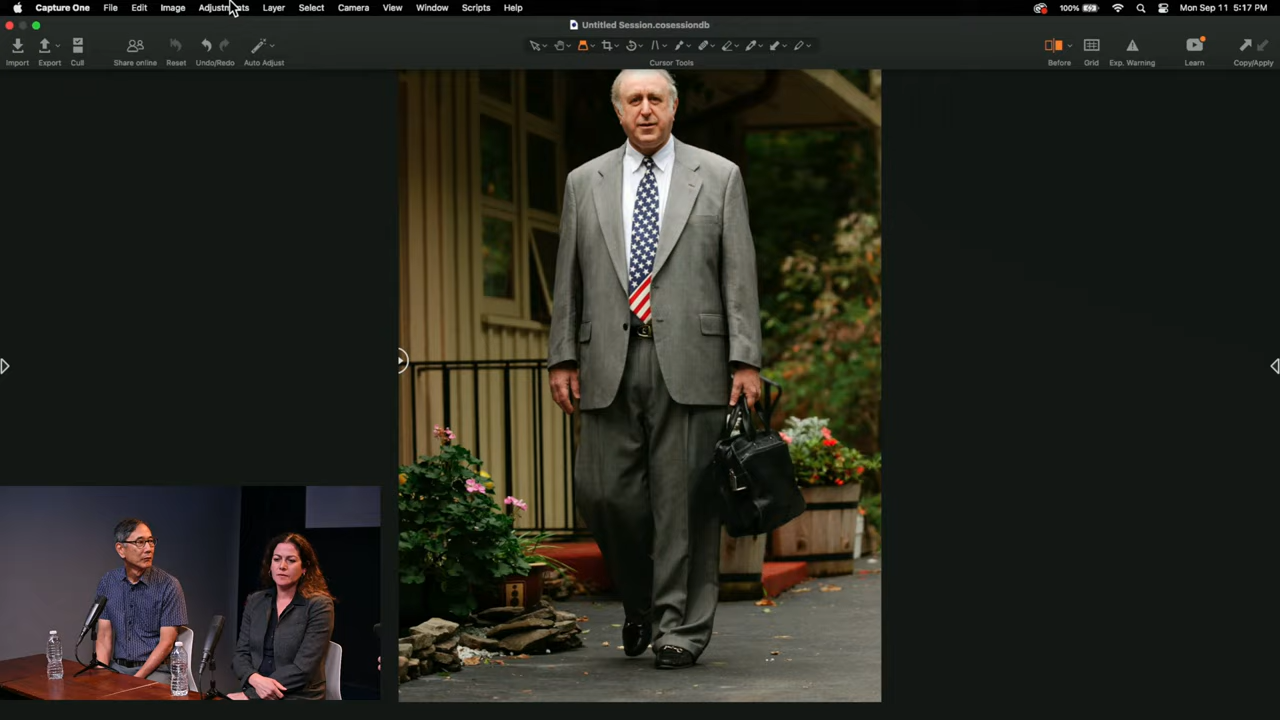 Capture One File Edit Image Adjustments Layer Select Camera View Window Scripts Help 100% Mon Sep 11 5:17 PM
Untitled Session.cosessiondb
Import Export Cull Share online Reset Undo/Redo Auto Adjust Cursor Tools Before Grid Exp. Warning Learn Copy/Apply